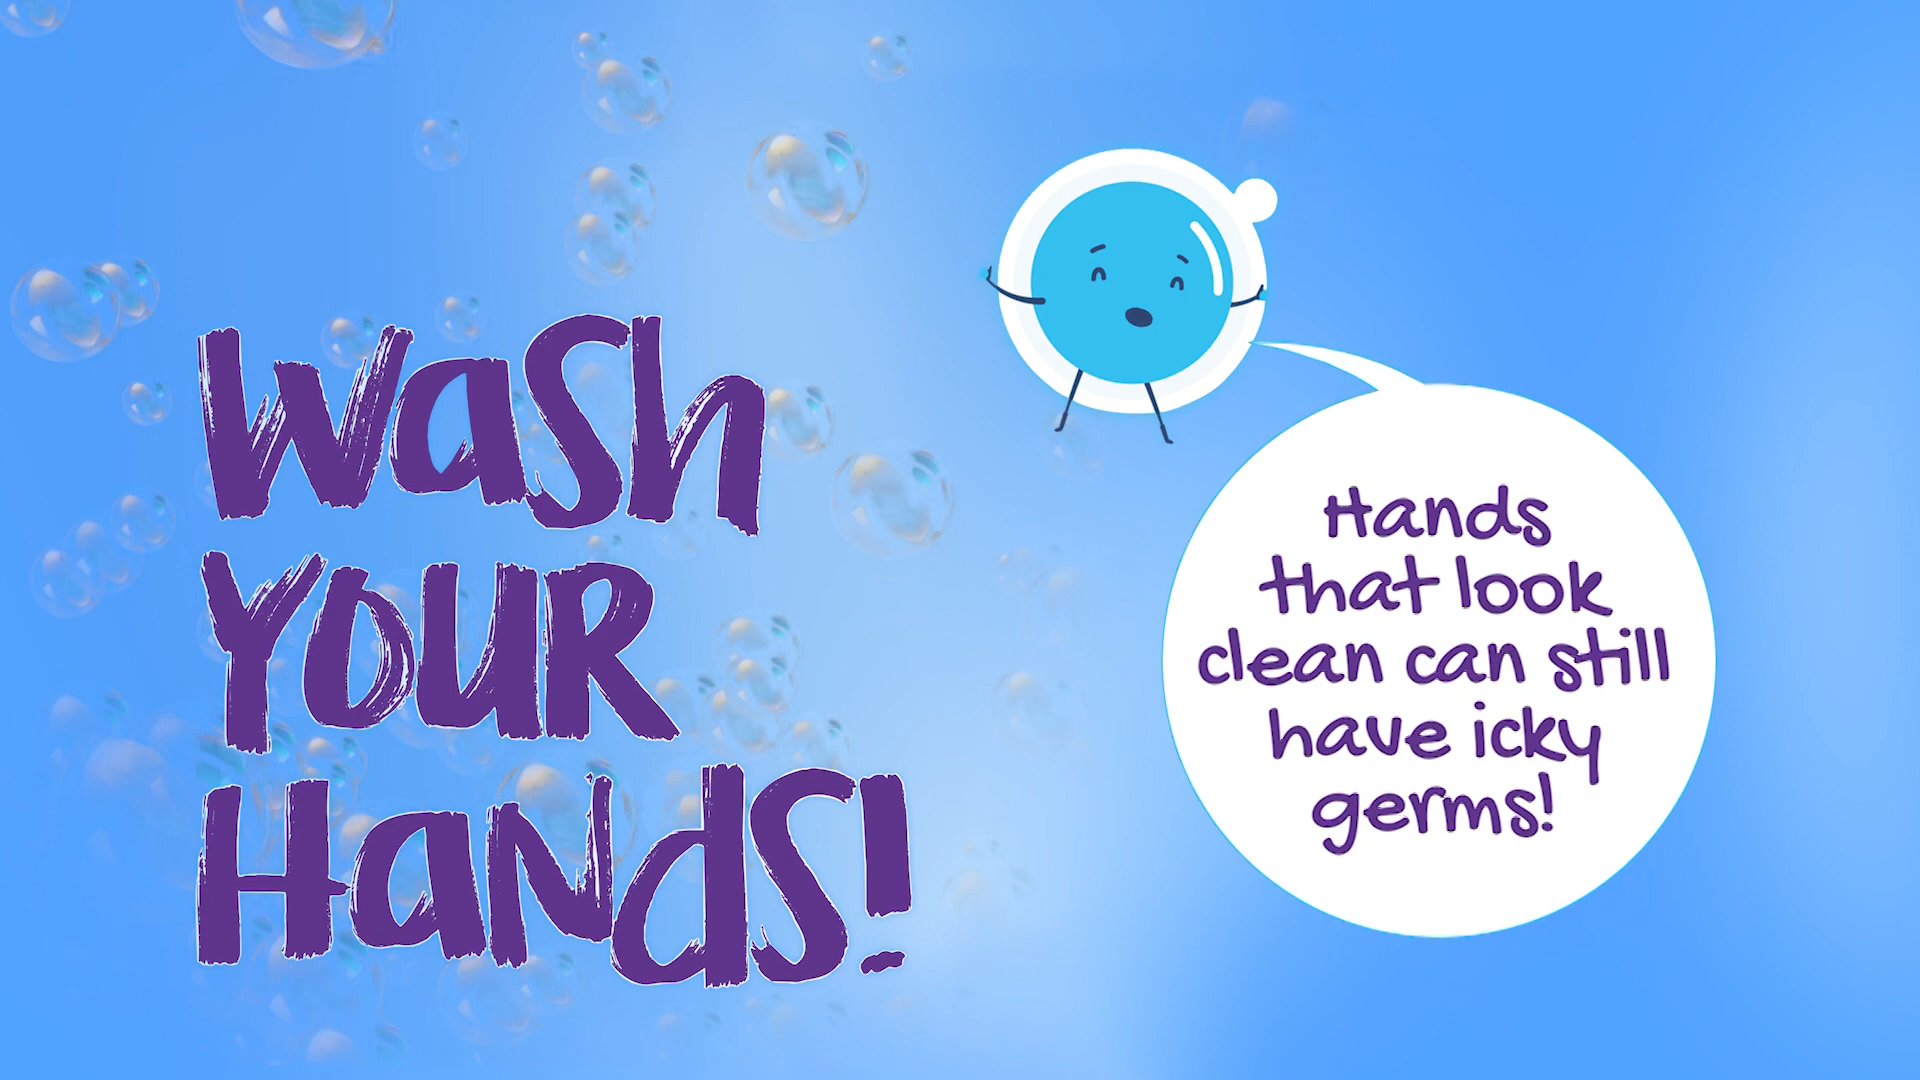 Wash
Your
Hands!
Hands
that look
clean can still
have icky
germs!